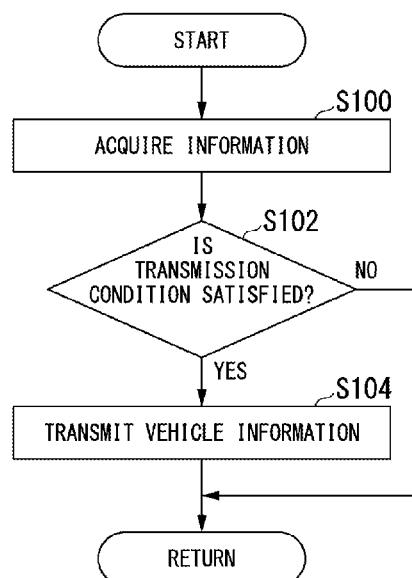 START
S100
ACQUIRE INFORMATION
S102
IS
TRANSMISSION
CONDITION SATISFIED?
NO
YES
S104
TRANSMIT VEHICLE INFORMATION
RETURN